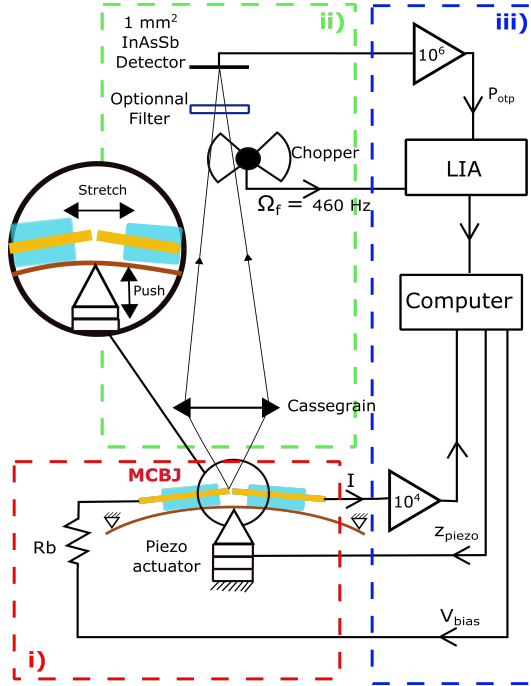 1 mm²
InAsSb
Detector
ii)
iii)
10⁶
Optionnal
Filter
P_otp
Chopper
LIA
Stretch
Ω_f = 460 Hz
Push
Computer
Cassegrain
MCBJ
I
10⁴
Rb
Piezo
actuator
z_piezo
V_bias
i)